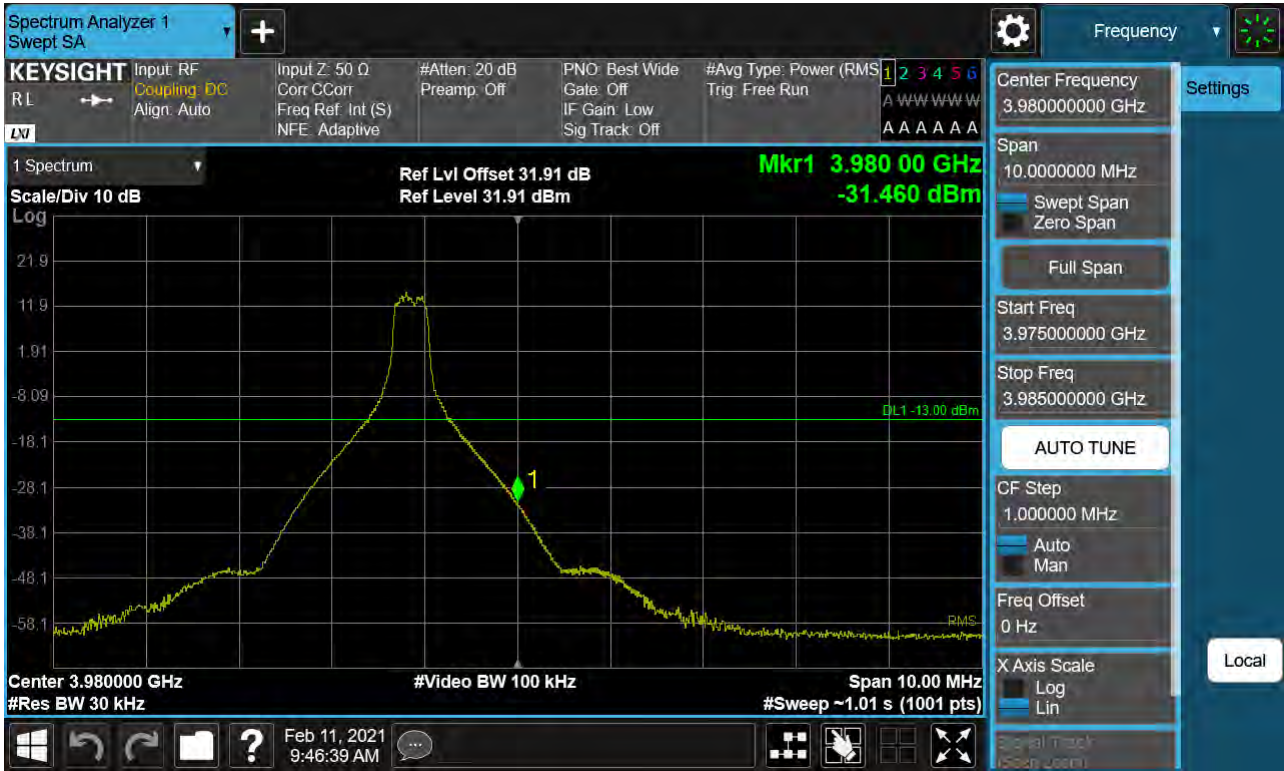 Spectrum Analyzer 1
Swept SA
+
Frequency
KEYSIGHT
RL
LXI
Input: RF
Coupling: DC
Align: Auto
Input Z: 50 Ω
Corr CCorr
Freq Ref: Int (S)
NFE: Adaptive
#Atten: 20 dB
Preamp: Off
PNO: Best Wide
Gate: Off
IF Gain: Low
Sig Track: Off
#Avg Type: Power (RMS
Trig: Free Run
1 2 3 4 5 6
A W W W W W
A A A A A A
1 Spectrum
Scale/Div 10 dB
Log
Ref Lvl Offset 31.91 dB
Ref Level 31.91 dBm
Mkr1 3.980 00 GHz
-31.460 dBm
21.9
11.9
1.91
-8.09
DL1 -13.00 dBm
-18.1
1
-28.1
-38.1
-48.1
-58.1
RMS
Center 3.980000 GHz
#Res BW 30 kHz
#Video BW 100 kHz
Span 10.00 MHz
#Sweep ~1.01 s (1001 pts)
Center Frequency
3.980000000 GHz
Settings
Span
10.0000000 MHz
Swept Span
Zero Span
Full Span
Start Freq
3.975000000 GHz
Stop Freq
3.985000000 GHz
AUTO TUNE
CF Step
1.000000 MHz
Auto
Man
Freq Offset
0 Hz
X Axis Scale
Log
Lin
Local
Signal Track
(Span Zoom)
?
Feb 11, 2021
9:46:39 AM